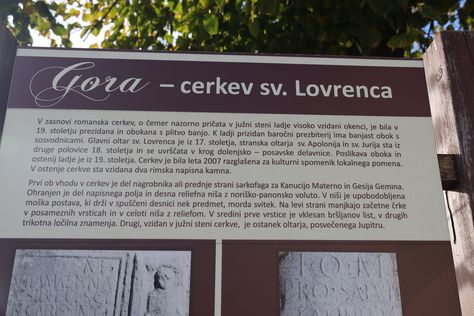 Gora – cerkev sv. Lovrenca
V zasnovi romanska cerkev, o čemer nazorno pričata v južni steni ladje visoko vzidani okenci, je bila v
19. stoletju prezidana in obokana s plitvo banjo. K ladji prizidan baročni prezbiterij ima banjast obok s
sosvodnicami. Glavni oltar sv. Lovrenca je iz 17. stoletja, stranska oltarja sv. Apolonija in sv. Jurija sta iz
druge polovice 18. stoletja in se uvrščata v krog dolenjsko – posavske delavnice. Poslikava oboka in
ostenij ladje je iz 19. stoletja. Cerkev je bila leta 2007 razglašena za kulturni spomenik lokalnega pomena.
V ostenje cerkve sta vzidana dva rimska napisna kamna.
Prvi ob vhodu v cerkev je del nagrobnika ali prednje strani sarkofaga za Kanucijo Materno in Gesija Gemina.
Ohranjen je del napisnega polja in desna reliefna niša z noriško-panonsko voluto. V niši je upobodobljena
moška postava, ki drži v spuščeni desnici nek predmet, morda svitek. Na levi strani manjkajo začetne črke
v posameznih vrsticah in v celoti niša z reliefom. V sredini prve vrstice je vklesan bršljanov list, v drugih
trikotna ločilna znamenja. Drugi, vzidan v južni steni cerkve, je ostanek oltarja, posvečenega Jupitru.